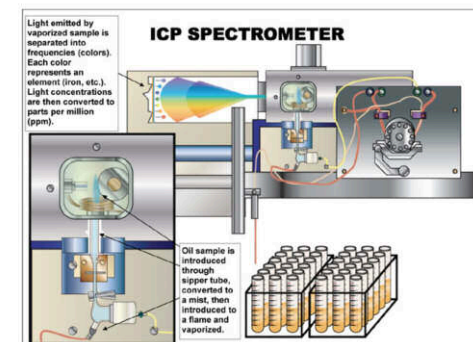 ICP SPECTROMETER
Light emitted by
vaporized sample is
separated into
frequencies (colors).
Each color
represents an
element (iron, etc.).
Light concentrations
are then converted to
parts per million
(ppm).
Oil sample is
introduced
through
sipper tube,
converted to
a mist, then
introduced to
a flame and
vaporized.